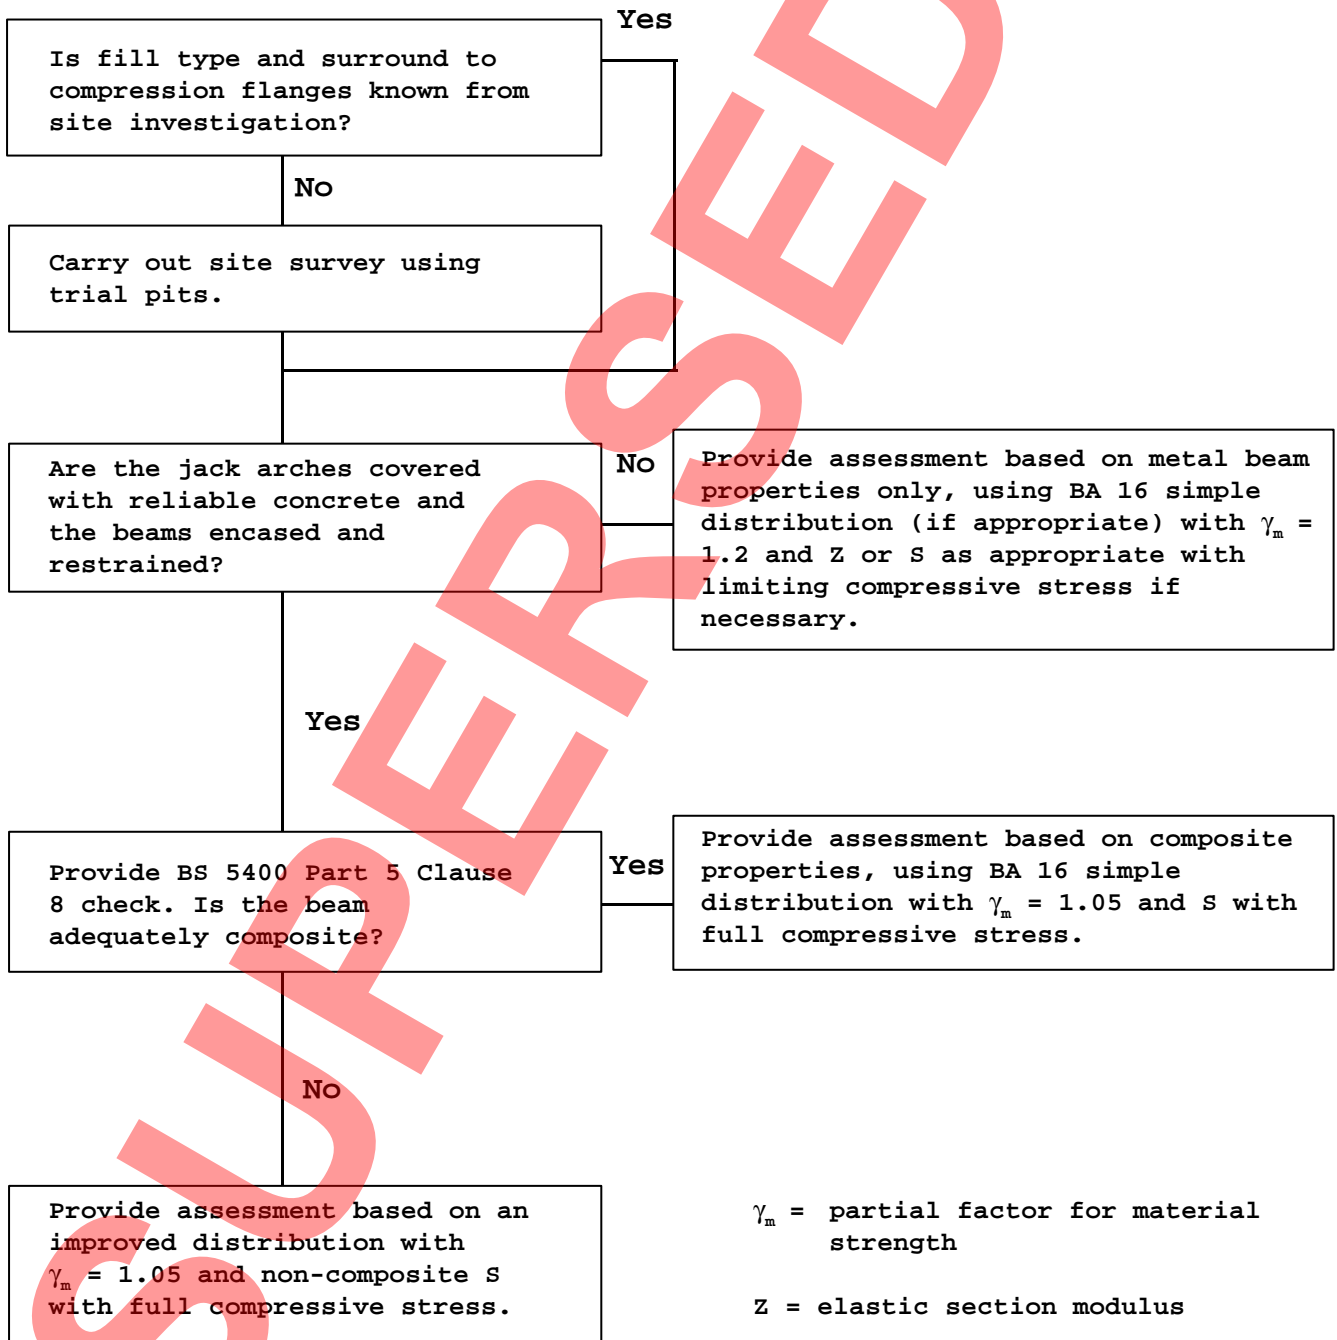 Yes
Is fill type and surround to
compression flanges known from
site investigation?
No
Carry out site survey using
trial pits.
Are the jack arches covered
with reliable concrete and
the beams encased and
restrained?
No
Provide assessment based on metal beam
properties only, using BA 16 simple
distribution (if appropriate) with γm =
1.2 and Z or S as appropriate with
limiting compressive stress if
necessary.
Yes
Provide BS 5400 Part 5 Clause
8 check. Is the beam
adequately composite?
Yes
Provide assessment based on composite
properties, using BA 16 simple
distribution with γm = 1.05 and S with
full compressive stress.
No
Provide assessment based on an
improved distribution with
γm = 1.05 and non-composite S
with full compressive stress.
γm = partial factor for material
strength
Z = elastic section modulus
SUPERSED